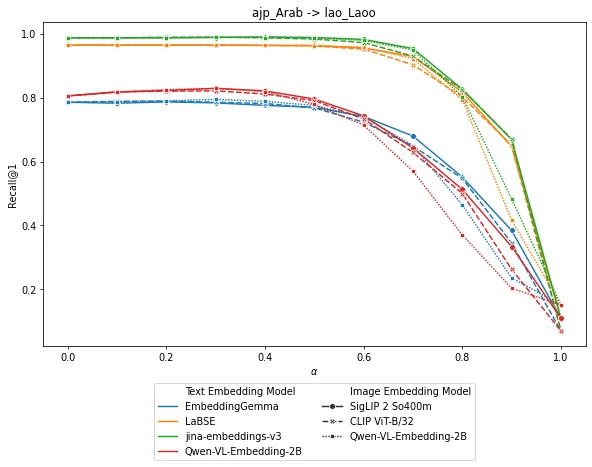 ajp_Arab -> lao_Laoo
Recall@1
1.0
0.8
0.6
0.4
0.2
0.0 0.2 0.4 0.6 0.8 1.0
α
Text Embedding Model Image Embedding Model
EmbeddingGemma SigLIP 2 So400m
LaBSE CLIP ViT-B/32
jina-embeddings-v3 Qwen-VL-Embedding-2B
Qwen-VL-Embedding-2B